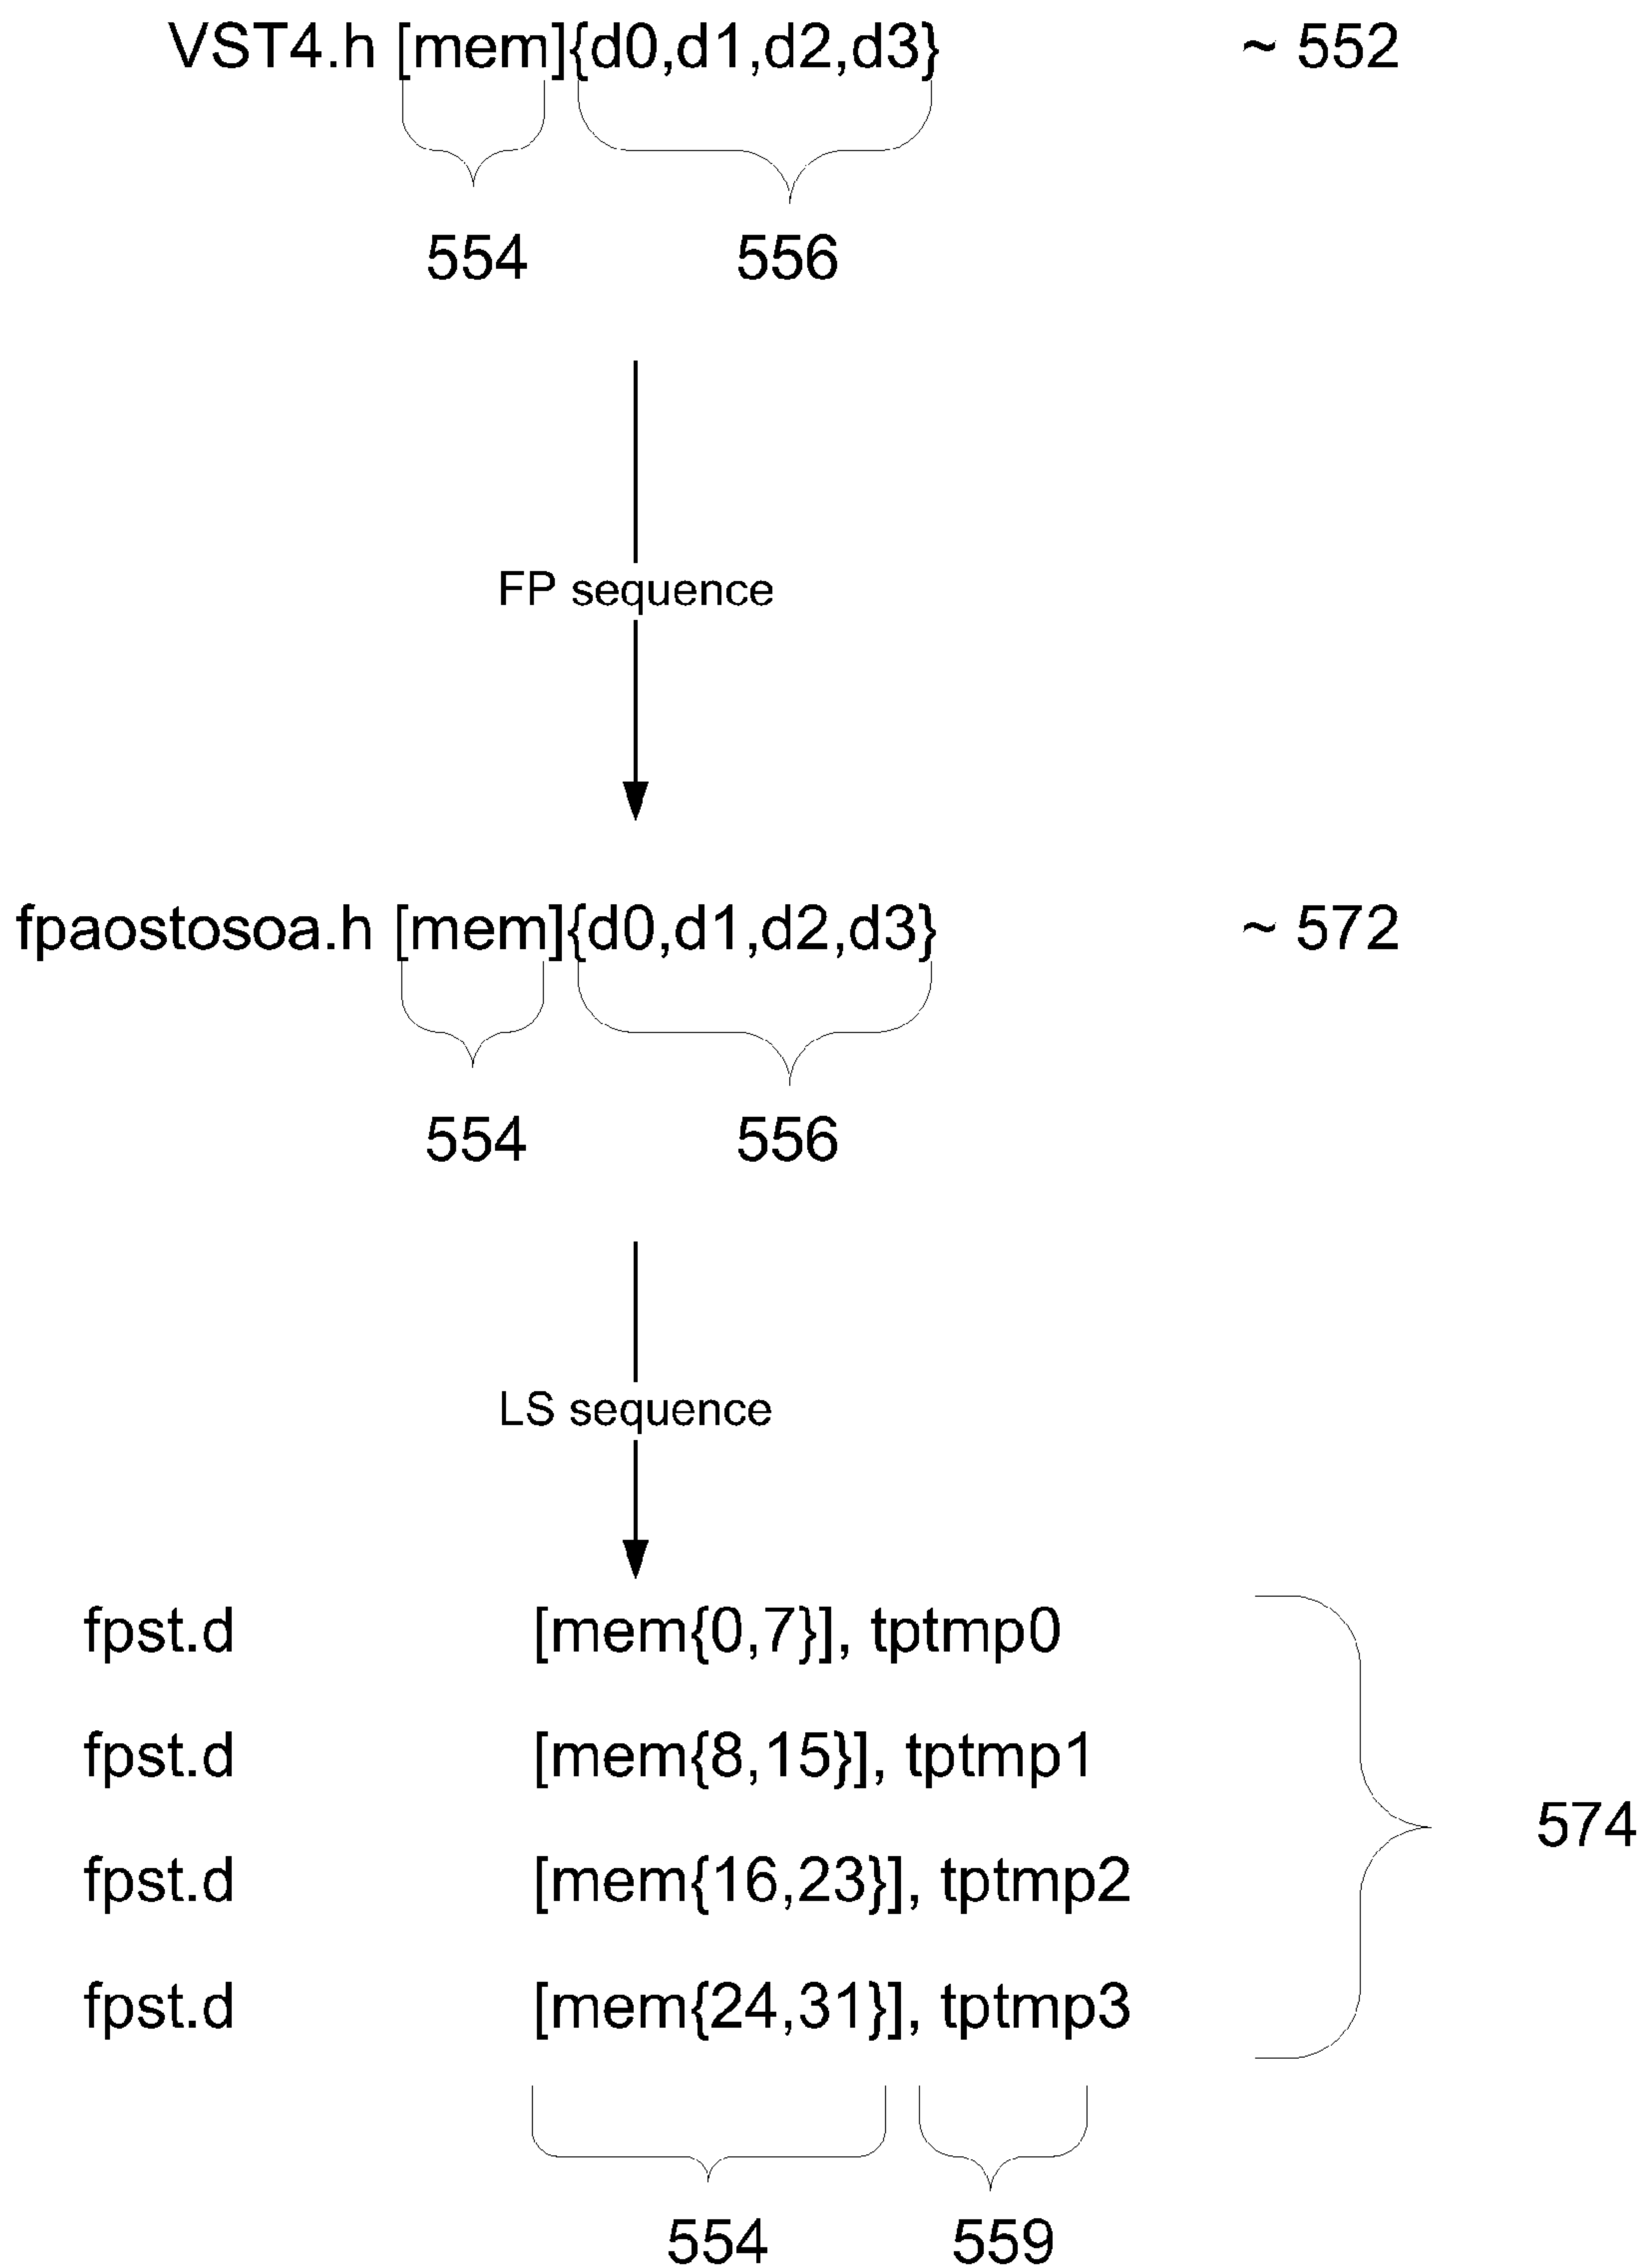 VST4.h [mem]{d0,d1,d2,d3} ~ 552
554 556
FP sequence
fpaostosoa.h [mem]{d0,d1,d2,d3} ~ 572
554 556
LS sequence
fpst.d [mem{0,7}], tptmp0
fpst.d [mem{8,15}], tptmp1
574
fpst.d [mem{16,23}], tptmp2
fpst.d [mem{24,31}], tptmp3
554 559